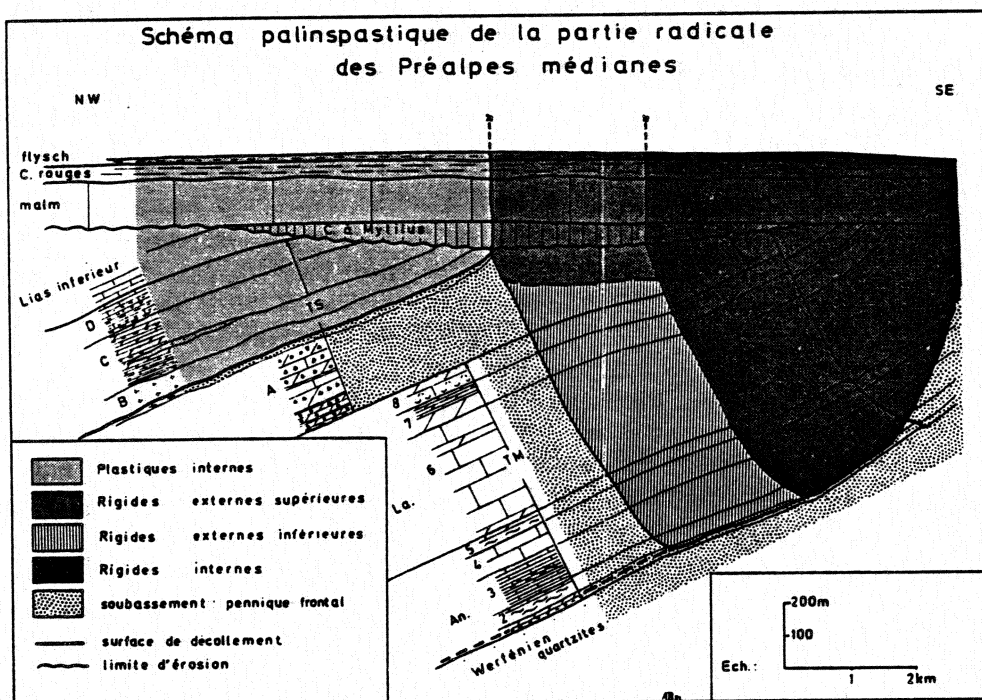 Schéma palinspastique de la partie radicale
des Préalpes médianes
NW
SE
flysch
C. rouges
malm
C. à Mytilus
Lias inférieur
TS
D
C
B
A
8
7
6
TM
La.
5
4
3
An.
2
Werfénien
quartzites
Plastiques internes
Rigides externes supérieures
Rigides externes inférieures
Rigides internes
soubassement pennique frontal
surface de décollement
limite d'érosion
200m
100
Ech.:
1
2km